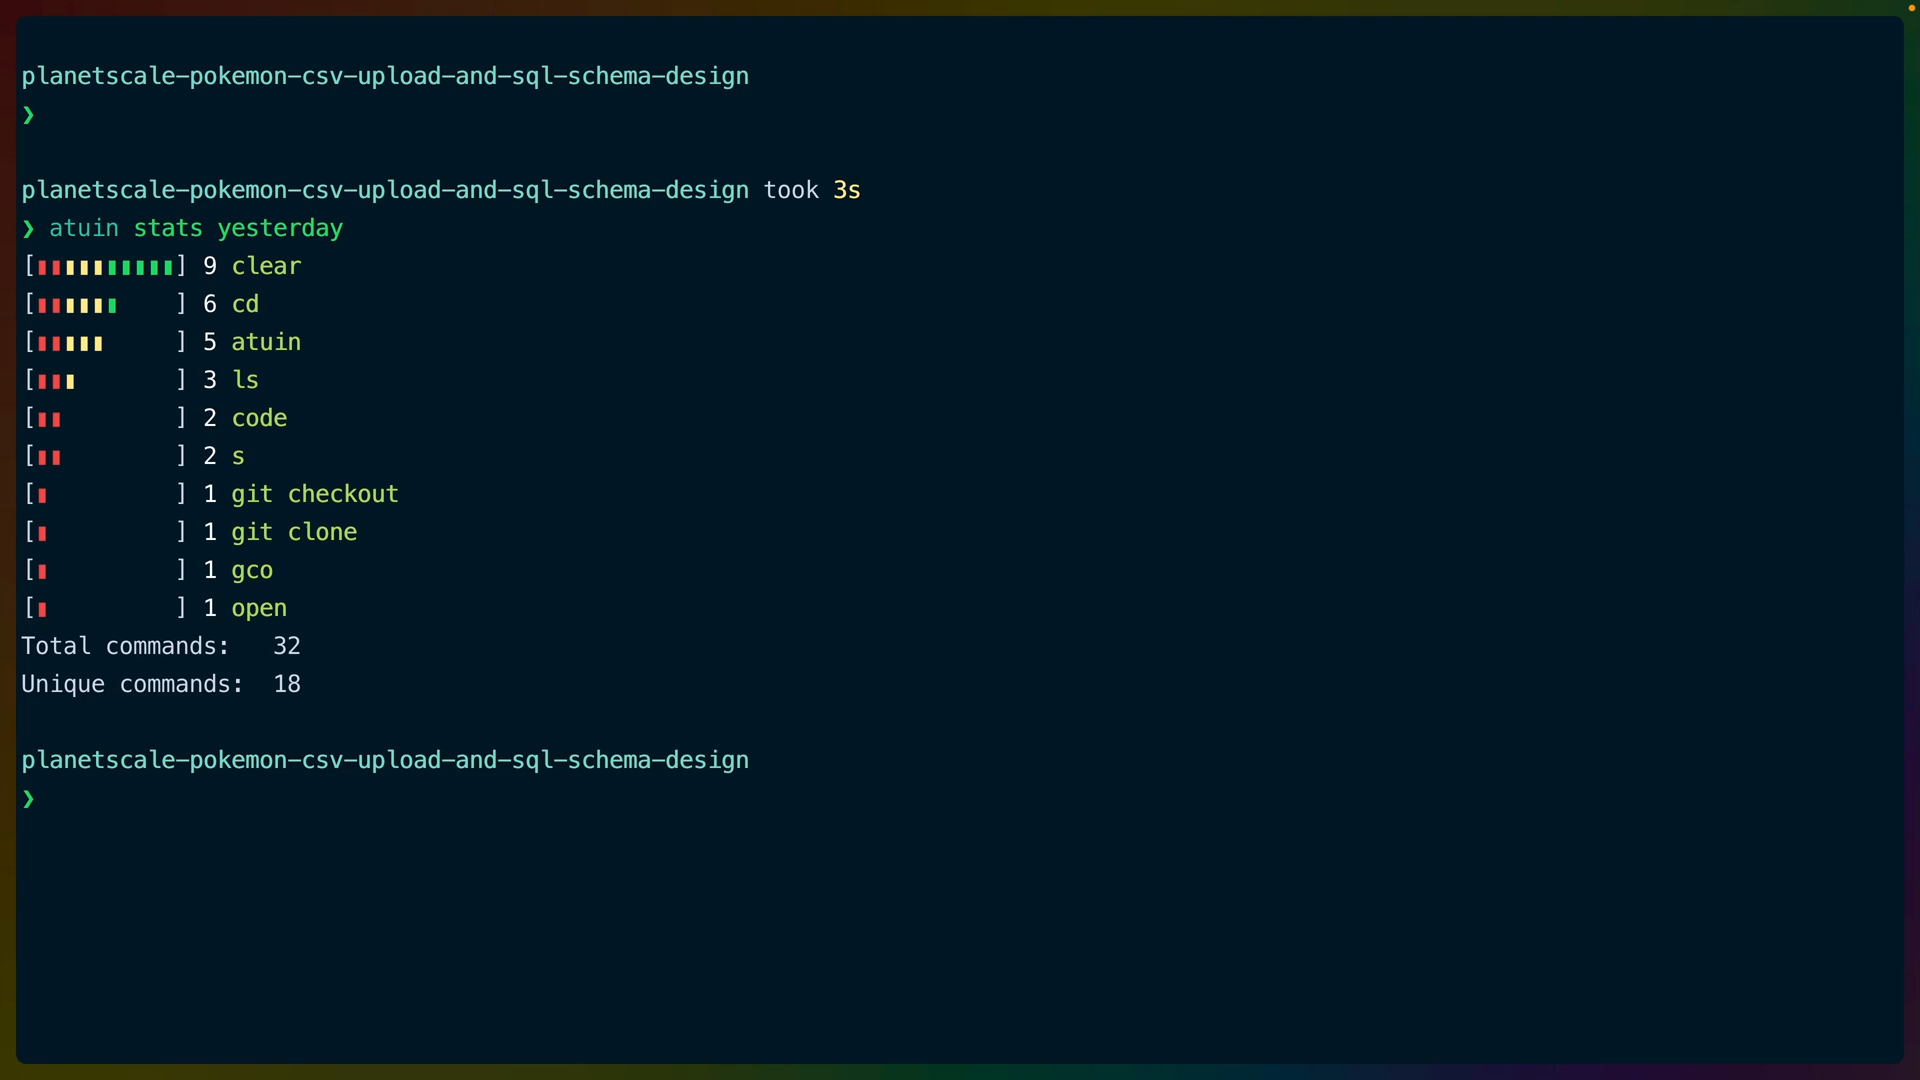 planetscale-pokemon-csv-upload-and-sql-schema-design
❯
planetscale-pokemon-csv-upload-and-sql-schema-design took 3s
❯ atuin stats yesterday
[▮▮▮▮▮▮▮▮▮▮] 9 clear
[▮▮▮▮▮▮    ] 6 cd
[▮▮▮▮▮     ] 5 atuin
[▮▮▮       ] 3 ls
[▮▮        ] 2 code
[▮▮        ] 2 s
[▮         ] 1 git checkout
[▮         ] 1 git clone
[▮         ] 1 gco
[▮         ] 1 open
Total commands:   32
Unique commands:  18
planetscale-pokemon-csv-upload-and-sql-schema-design
❯